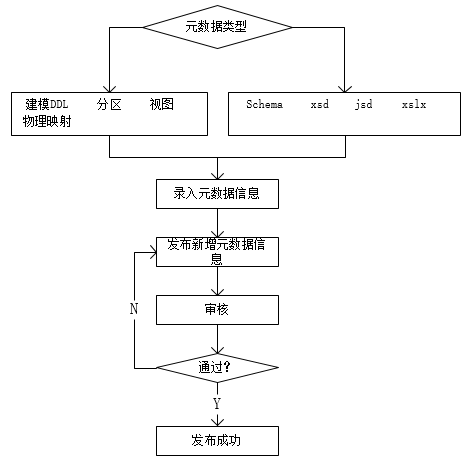 元数据类型
建模DDL 分区 视图
物理映射
Schema xsd jsd xslx
录入元数据信息
发布新增元数据信
息
N
审核
通过?
Y
发布成功